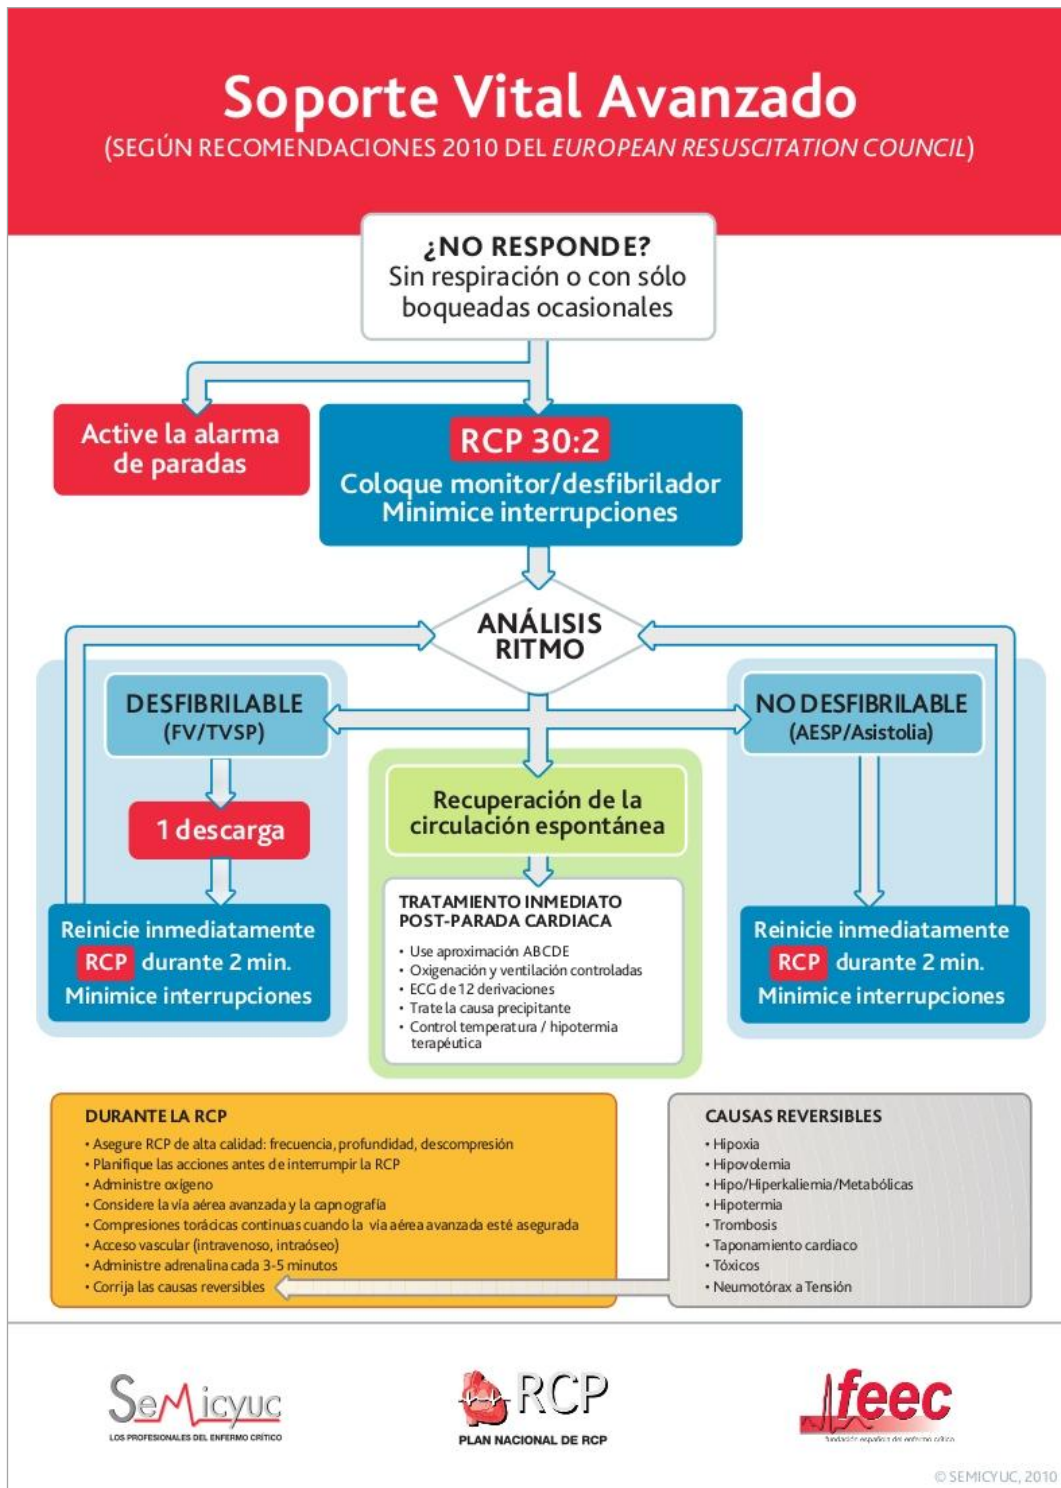 Soporte Vital Avanzado
(SEGÚN RECOMENDACIONES 2010 DEL EUROPEAN RESUSCITATION COUNCIL)
¿NO RESPONDE?
Sin respiración o con sólo
boqueadas ocasionales
Active la alarma
de paradas
RCP 30:2
Coloque monitor/desfibrilador
Minimice interrupciones
ANÁLISIS
RITMO
DESFIBRILABLE
(FV/TVSP)
1 descarga
Reinicie inmediatamente
RCP durante 2 min.
Minimice interrupciones
Recuperación de la
circulación espontánea
TRATAMIENTO INMEDIATO
POST-PARADA CARDIACA
• Use aproximación ABCDE
• Oxigenación y ventilación controladas
• ECG de 12 derivaciones
• Trate la causa precipitante
• Control temperatura / hipotermia
terapéutica
NO DESFIBRILABLE
(AESP/Asistolia)
Reinicie inmediatamente
RCP durante 2 min.
Minimice interrupciones
DURANTE LA RCP
• Asegure RCP de alta calidad: frecuencia, profundidad, descompresión
• Planifique las acciones antes de interrumpir la RCP
• Administre oxígeno
• Considere la vía aérea avanzada y la capnografía
• Compresiones torácicas continuas cuando la vía aérea avanzada esté asegurada
• Acceso vascular (intravenoso, intraóseo)
• Administre adrenalina cada 3-5 minutos
• Corrija las causas reversibles
CAUSAS REVERSIBLES
• Hipoxia
• Hipovolemia
• Hipo/Hiperkaliemia/Metabólicas
• Hipotermia
• Trombosis
• Taponamiento cardiaco
• Tóxicos
• Neumotórax a Tensión
SeMicyuc
LOS PROFESIONALES DEL ENFERMO CRÍTICO
RCP
PLAN NACIONAL DE RCP
feec
fundación española del enfermo crítico
© SEMICYUC, 2010